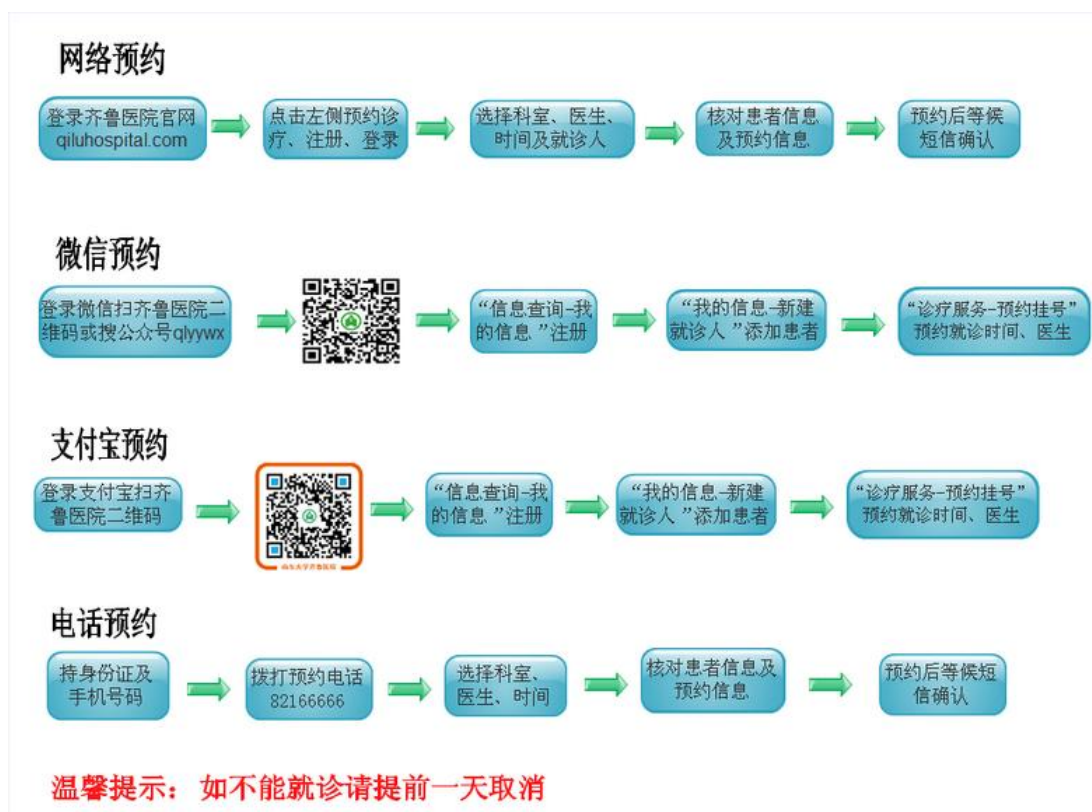 网络预约
登录齐鲁医院官网
qiluhospital.com
点击左侧预约诊
疗、注册、登录
选择科室、医生、
时间及就诊人
核对患者信息
及预约信息
预约后等候
短信确认
微信预约
登录微信扫齐鲁医院二
维码或搜公众号qlyywx
“信息查询-我
的信息 ”注册
“我的信息-新建
就诊人 ”添加患者
“诊疗服务-预约挂号”
预约就诊时间、医生
支付宝预约
登录支付宝扫齐
鲁医院二维码
山东大学齐鲁医院
“信息查询-我
的信息 ”注册
“我的信息-新建
就诊人 ”添加患者
“诊疗服务-预约挂号”
预约就诊时间、医生
电话预约
持身份证及
手机号码
拨打预约电话
82166666
选择科室、
医生、时间
核对患者信息及
预约信息
预约后等候短
信确认
温馨提示： 如不能就诊请提前一天取消